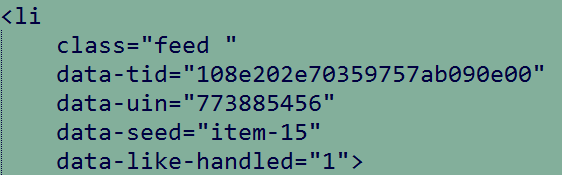 <li
class="feed "
data-tid="108e202e70359757ab090e00"
data-uin="773885456"
data-seed="item-15"
data-like-handled="1">